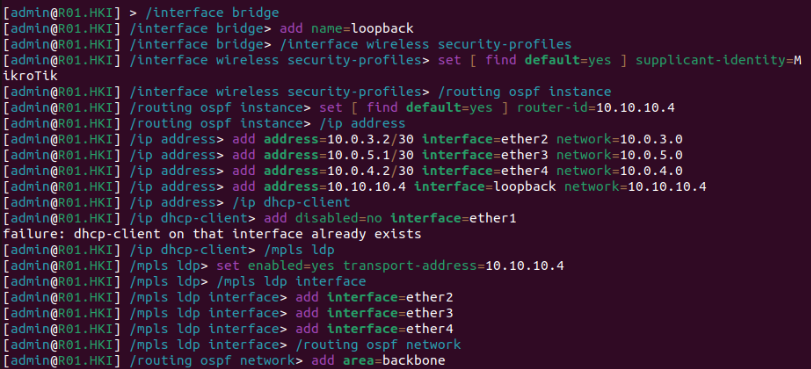 [admin@R01.HKI] > /interface bridge
[admin@R01.HKI] /interface bridge> add name=loopback
[admin@R01.HKI] /interface bridge> /interface wireless security-profiles
[admin@R01.HKI] /interface wireless security-profiles> set [ find default=yes ] supplicant-identity=M
ikroTik
[admin@R01.HKI] /interface wireless security-profiles> /routing ospf instance
[admin@R01.HKI] /routing ospf instance> set [ find default=yes ] router-id=10.10.10.4
[admin@R01.HKI] /routing ospf instance> /ip address
[admin@R01.HKI] /ip address> add address=10.0.3.2/30 interface=ether2 network=10.0.3.0
[admin@R01.HKI] /ip address> add address=10.0.5.1/30 interface=ether3 network=10.0.5.0
[admin@R01.HKI] /ip address> add address=10.0.4.2/30 interface=ether4 network=10.0.4.0
[admin@R01.HKI] /ip address> add address=10.10.10.4 interface=loopback network=10.10.10.4
[admin@R01.HKI] /ip address> /ip dhcp-client
[admin@R01.HKI] /ip dhcp-client> add disabled=no interface=ether1
failure: dhcp-client on that interface already exists
[admin@R01.HKI] /ip dhcp-client> /mpls ldp
[admin@R01.HKI] /mpls ldp> set enabled=yes transport-address=10.10.10.4
[admin@R01.HKI] /mpls ldp> /mpls ldp interface
[admin@R01.HKI] /mpls ldp interface> add interface=ether2
[admin@R01.HKI] /mpls ldp interface> add interface=ether3
[admin@R01.HKI] /mpls ldp interface> add interface=ether4
[admin@R01.HKI] /mpls ldp interface> /routing ospf network
[admin@R01.HKI] /routing ospf network> add area=backbone